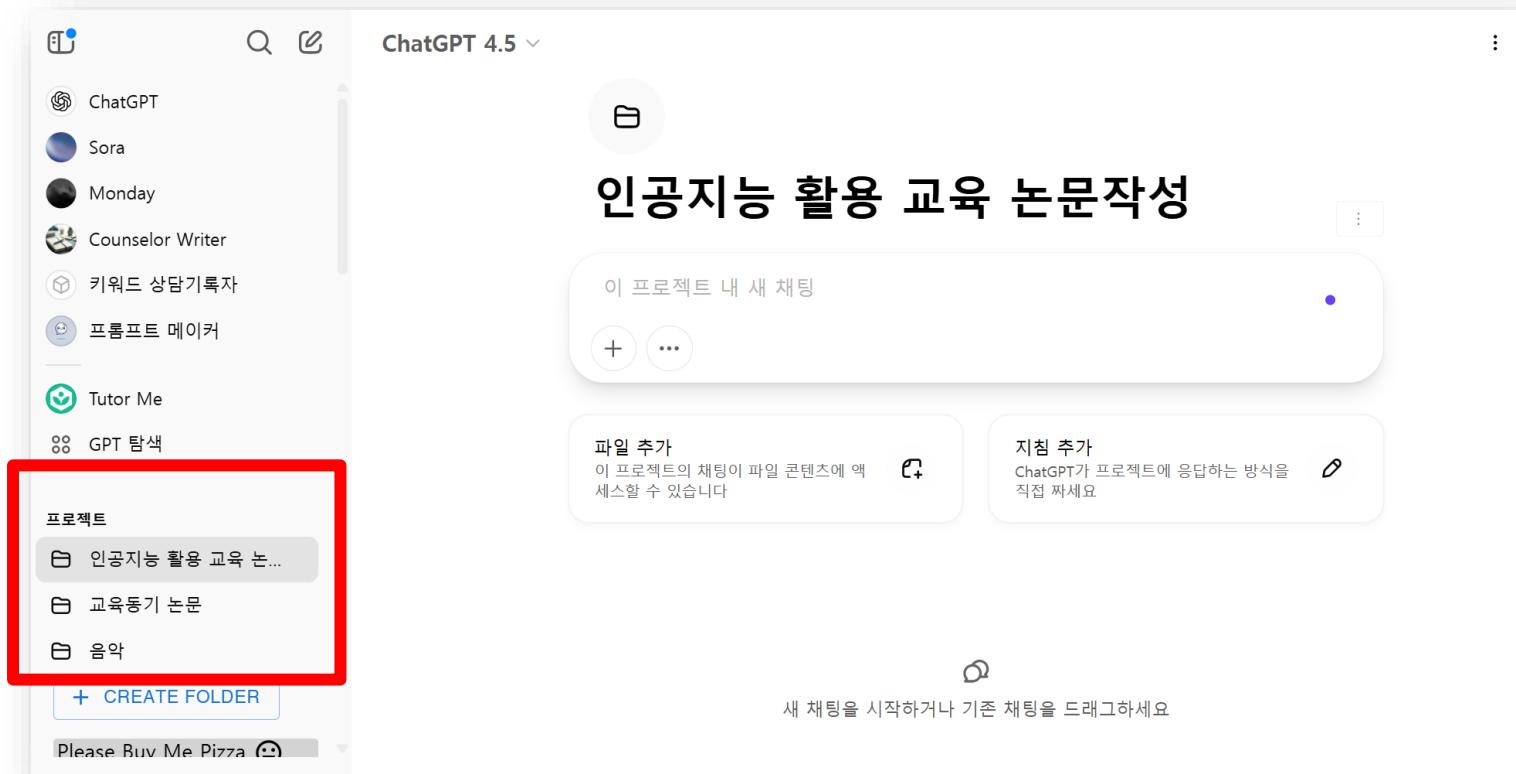 ChatGPT 4.5
ChatGPT
Sora
Monday
Counselor Writer
키워드 상담기록자
프롬프트 메이커
Tutor Me
GPT 탐색
프로젝트
인공지능 활용 교육 논...
교육동기 논문
음악
+ CREATE FOLDER
Please Buy Me Pizza
인공지능 활용 교육 논문작성
이 프로젝트 내 새 채팅
파일 추가
이 프로젝트의 채팅이 파일 콘텐츠에 액
세스할 수 있습니다
지침 추가
ChatGPT가 프로젝트에 응답하는 방식을
직접 짜세요
새 채팅을 시작하거나 기존 채팅을 드래그하세요